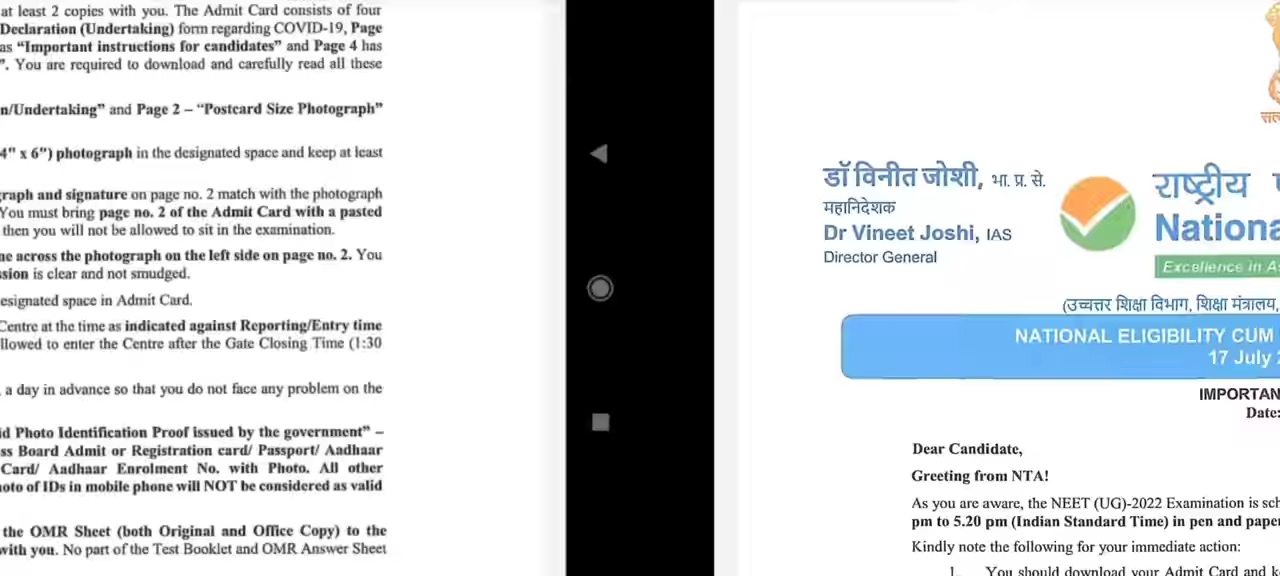 at least 2 copies with you. The Admit Card consists of four
Declaration (Undertaking) form regarding COVID-19, Page
as “Important instructions for candidates” and Page 4 has
”. You are required to download and carefully read all these
n/Undertaking” and Page 2 – “Postcard Size Photograph”
4" x 6") photograph in the designated space and keep at least
raph and signature on page no. 2 match with the photograph
You must bring page no. 2 of the Admit Card with a pasted
then you will not be allowed to sit in the examination.
ne across the photograph on the left side on page no. 2. You
ssion is clear and not smudged.
esignated space in Admit Card.
Centre at the time as indicated against Reporting/Entry time
llowed to enter the Centre after the Gate Closing Time (1:30
a day in advance so that you do not face any problem on the
id Photo Identification Proof issued by the government” –
ss Board Admit or Registration card/ Passport/ Aadhaar
Card/ Aadhaar Enrolment No. with Photo. All other
oto of IDs in mobile phone will NOT be considered as valid
the OMR Sheet (both Original and Office Copy) to the
with you. No part of the Test Booklet and OMR Answer Sheet
डॉ विनीत जोशी, भा. प्र. से.
महानिदेशक
Dr Vineet Joshi, IAS
Director General
राष्ट्रीय
Nationa
Excellence in As
(उच्चत्तर शिक्षा विभाग, शिक्षा मंत्रालय,
NATIONAL ELIGIBILITY CUM
17 July
IMPORTAN
Date:
Dear Candidate,
Greeting from NTA!
As you are aware, the NEET (UG)-2022 Examination is sch
pm to 5.20 pm (Indian Standard Time) in pen and paper
Kindly note the following for your immediate action:
1. You should download your Admit Card and ke